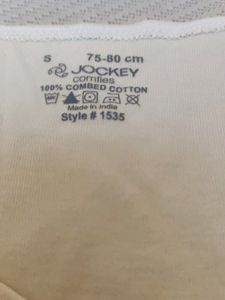 S 75-80 cm
JOCKEY
comfies
100% COMBED COTTON
Made in India
Style # 1535